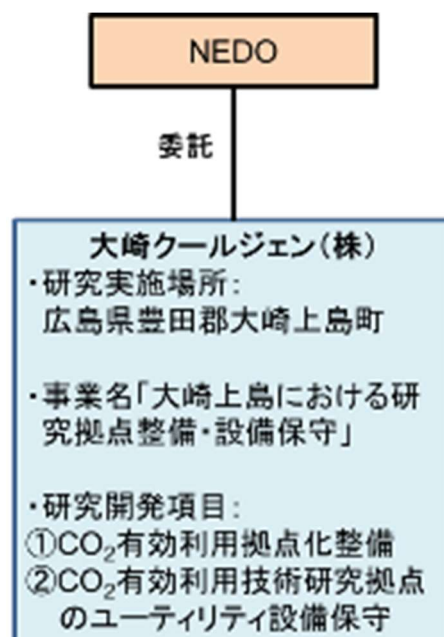 NEDO
委託
大崎クールジェン(株)
・研究実施場所:
広島県豊田郡大崎上島町
・事業名「大崎上島における研
究拠点整備・設備保守」
・研究開発項目:
①CO₂有効利用拠点化整備
②CO₂有効利用技術研究拠点
のユーティリティ設備保守